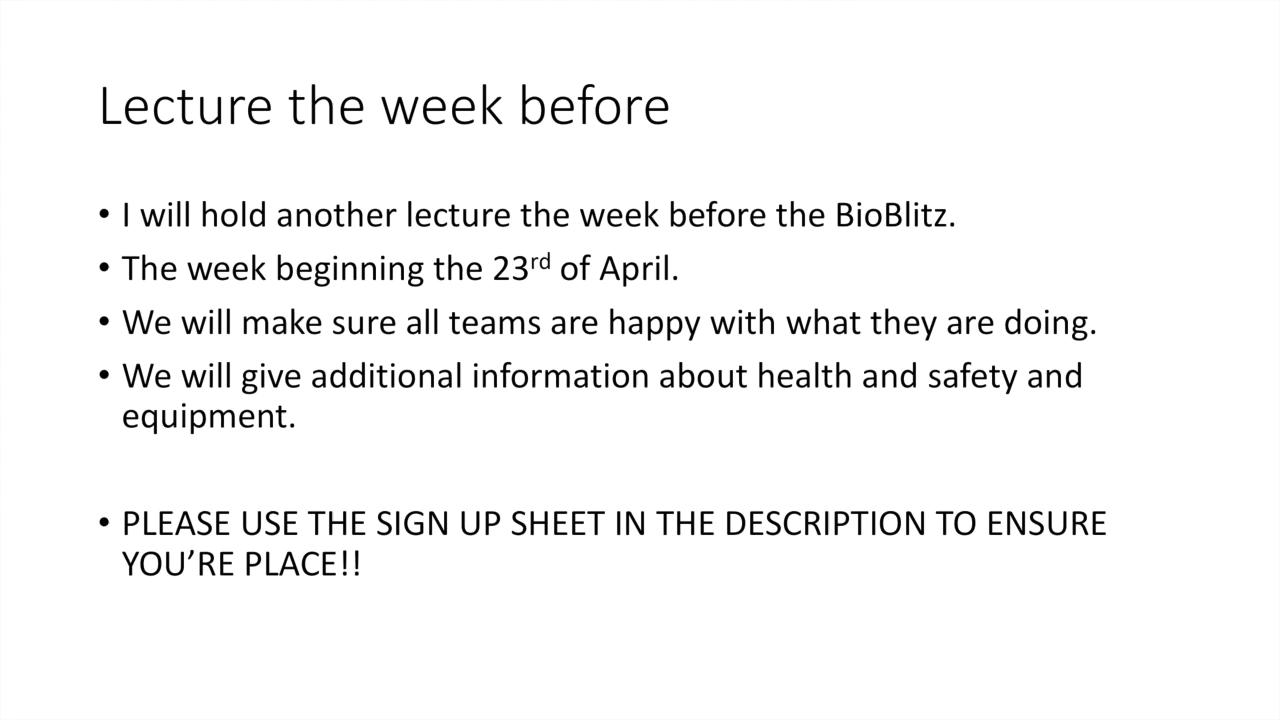 Lecture the week before
• I will hold another lecture the week before the BioBlitz.
• The week beginning the 23rd of April.
• We will make sure all teams are happy with what they are doing.
• We will give additional information about health and safety and
equipment.
• PLEASE USE THE SIGN UP SHEET IN THE DESCRIPTION TO ENSURE
YOU’RE PLACE!!